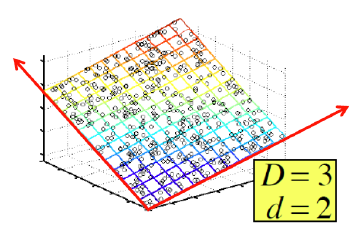 D = 3
d = 2